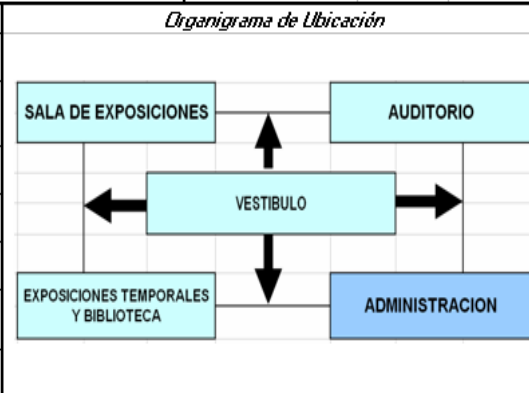 Organigrama de Ubicación
SALA DE EXPOSICIONES
AUDITORIO
VESTIBULO
EXPOSICIONES TEMPORALES
Y BIBLIOTECA
ADMINISTRACION